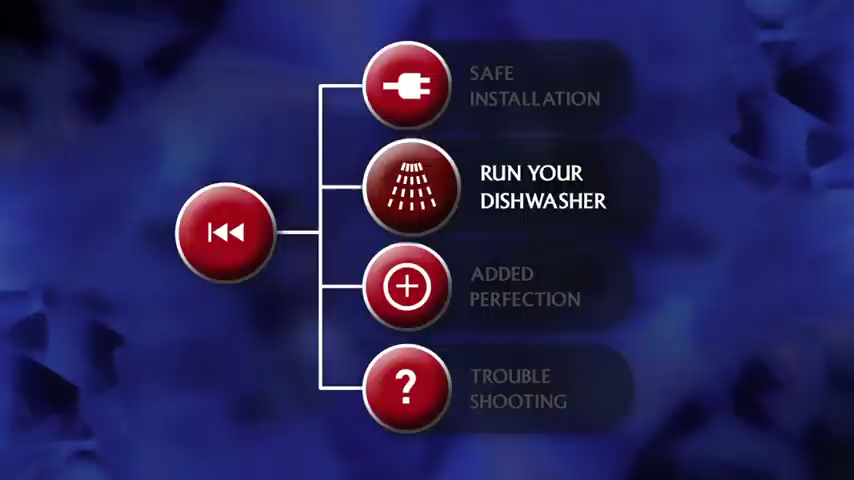 SAFE
INSTALLATION
RUN YOUR
DISHWASHER
ADDED
PERFECTION
?
TROUBLE
SHOOTING